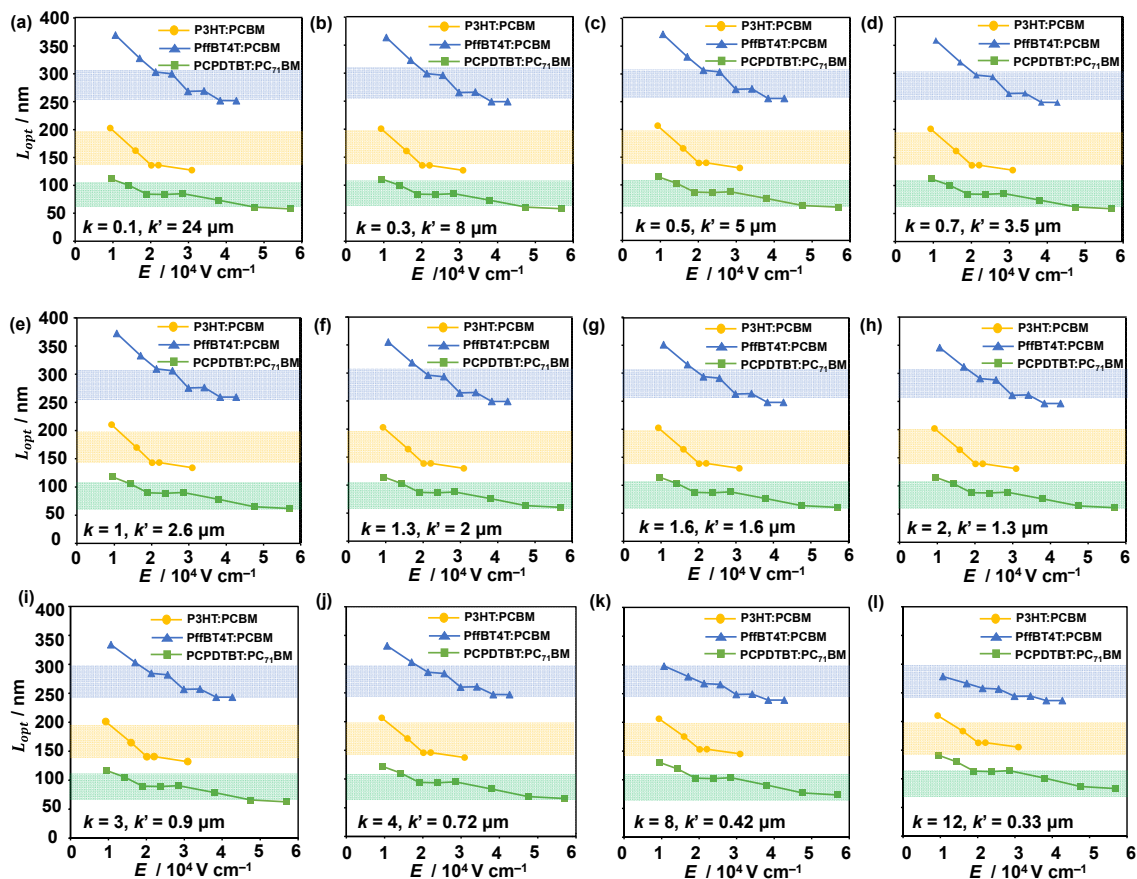 (a) (b) (c) (d)
400
350
300
250
200
150
100
50
0
L_opt / nm
P3HT:PCBM
PffBT4T:PCBM
PCPDTBT:PC₇₁BM
k = 0.1, k’ = 24 µm
0 1 2 3 4 5 6
E / 10⁴ V cm⁻¹
P3HT:PCBM
PffBT4T:PCBM
PCPDTBT:PC₇₁BM
k = 0.3, k’ = 8 µm
0 1 2 3 4 5 6
E / 10⁴ V cm⁻¹
P3HT:PCBM
PffBT4T:PCBM
PCPDTBT:PC₇₁BM
k = 0.5, k’ = 5 µm
0 1 2 3 4 5 6
E / 10⁴ V cm⁻¹
P3HT:PCBM
PffBT4T:PCBM
PCPDTBT:PC₇₁BM
k = 0.7, k’ = 3.5 µm
0 1 2 3 4 5 6
E / 10⁴ V cm⁻¹
(e) (f) (g) (h)
400
350
300
250
200
150
100
50
0
L_opt / nm
P3HT:PCBM
PffBT4T:PCBM
PCPDTBT:PC₇₁BM
k = 1, k’ = 2.6 µm
0 1 2 3 4 5 6
E / 10⁴ V cm⁻¹
P3HT:PCBM
PffBT4T:PCBM
PCPDTBT:PC₇₁BM
k = 1.3, k’ = 2 µm
0 1 2 3 4 5 6
E / 10⁴ V cm⁻¹
P3HT:PCBM
PffBT4T:PCBM
PCPDTBT:PC₇₁BM
k = 1.6, k’ = 1.6 µm
0 1 2 3 4 5 6
E / 10⁴ V cm⁻¹
P3HT:PCBM
PffBT4T:PCBM
PCPDTBT:PC₇₁BM
k = 2, k’ = 1.3 µm
0 1 2 3 4 5 6
E / 10⁴ V cm⁻¹
(i) (j) (k) (l)
400
350
300
250
200
150
100
50
0
L_opt / nm
P3HT:PCBM
PffBT4T:PCBM
PCPDTBT:PC₇₁BM
k = 3, k’ = 0.9 µm
0 1 2 3 4 5 6
E / 10⁴ V cm⁻¹
P3HT:PCBM
PffBT4T:PCBM
PCPDTBT:PC₇₁BM
k = 4, k’ = 0.72 µm
0 1 2 3 4 5 6
E / 10⁴ V cm⁻¹
P3HT:PCBM
PffBT4T:PCBM
PCPDTBT:PC₇₁BM
k = 8, k’ = 0.42 µm
0 1 2 3 4 5 6
E / 10⁴ V cm⁻¹
P3HT:PCBM
PffBT4T:PCBM
PCPDTBT:PC₇₁BM
k = 12, k’ = 0.33 µm
0 1 2 3 4 5 6
E / 10⁴ V cm⁻¹